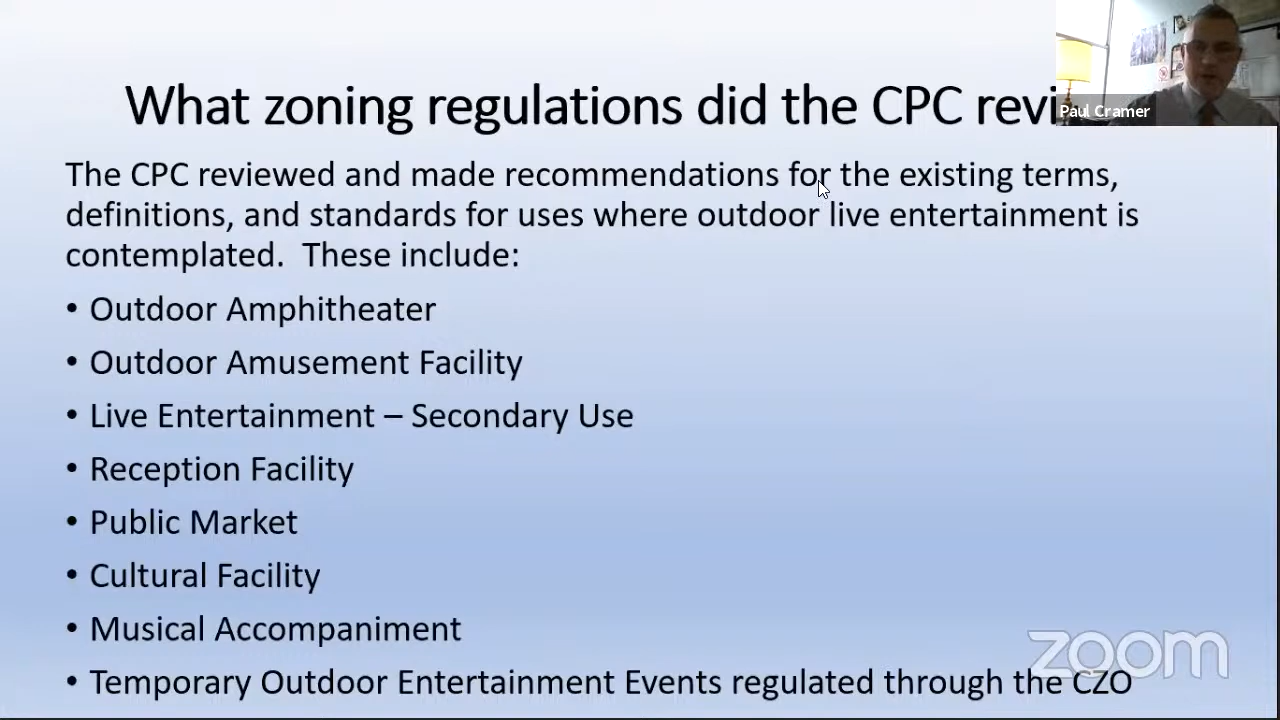 What zoning regulations did the CPC revi
Paul Cramer
The CPC reviewed and made recommendations for the existing terms,
definitions, and standards for uses where outdoor live entertainment is
contemplated. These include:
• Outdoor Amphitheater
• Outdoor Amusement Facility
• Live Entertainment – Secondary Use
• Reception Facility
• Public Market
• Cultural Facility
• Musical Accompaniment
• Temporary Outdoor Entertainment Events regulated through the CZO
zoom